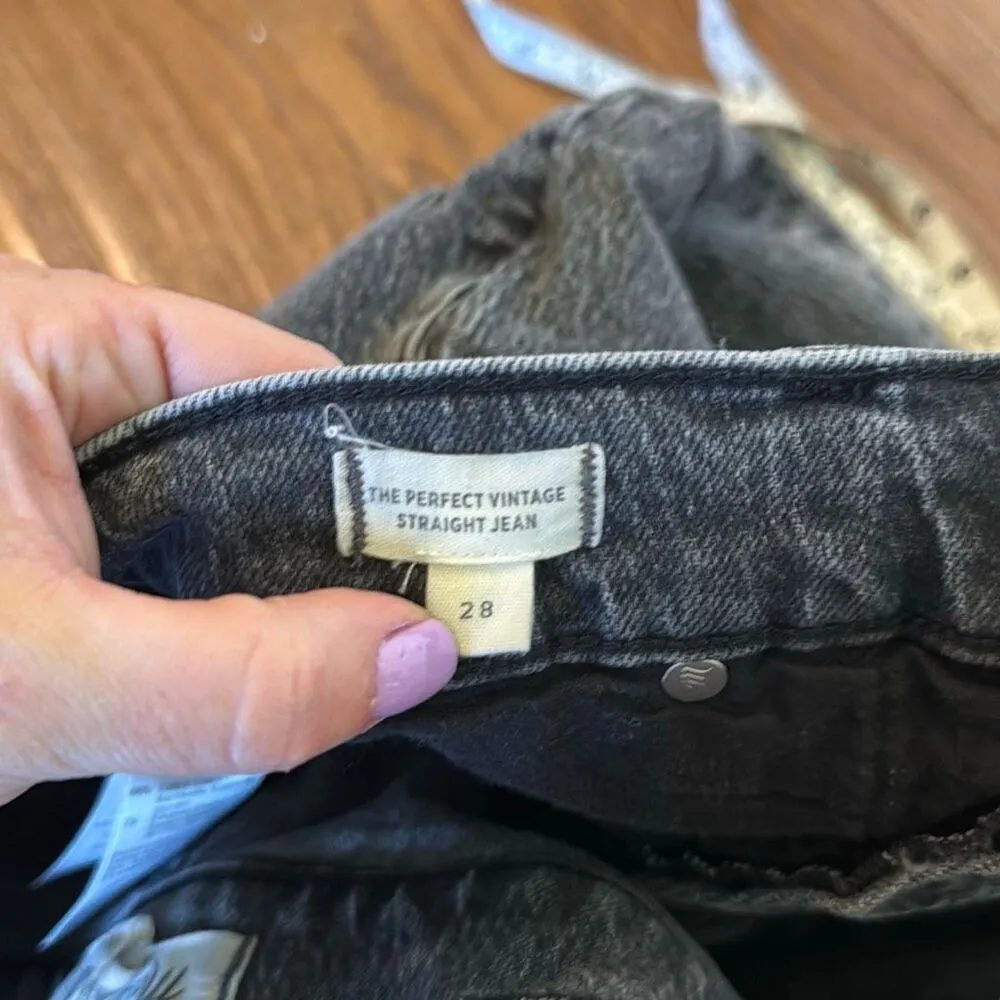 THE PERFECT VINTAGE
STRAIGHT JEAN
28